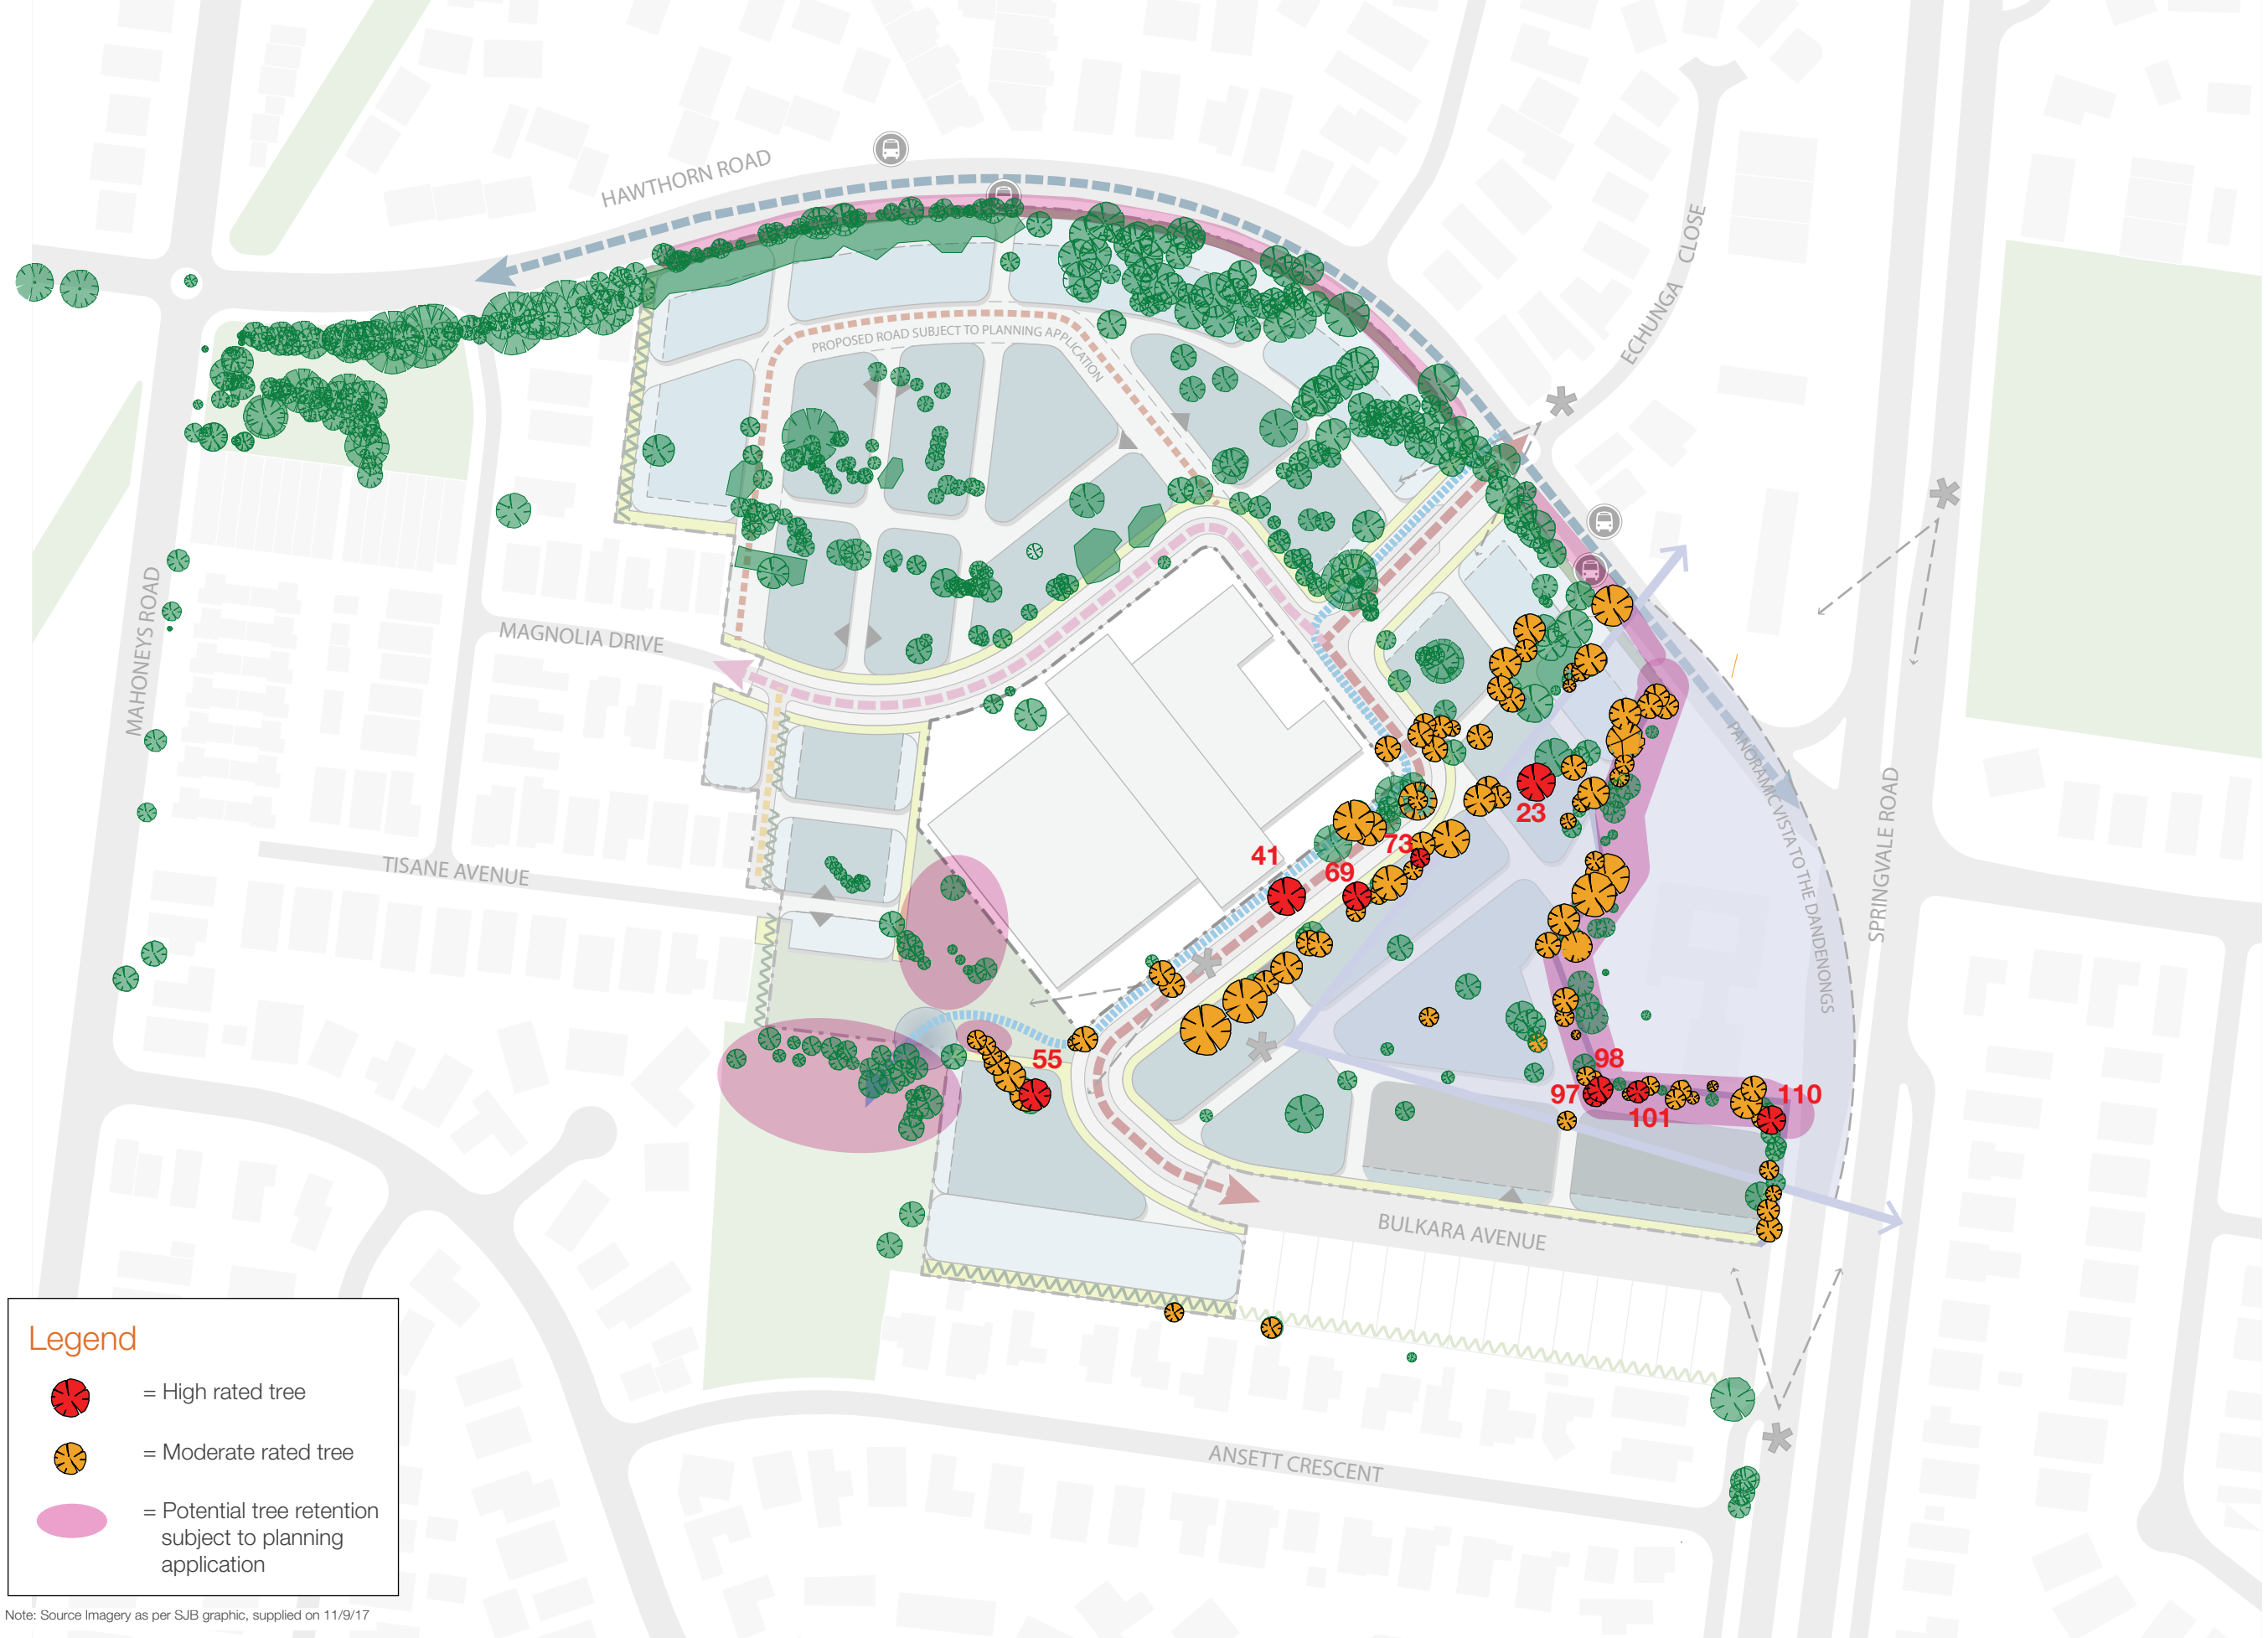 HAWTHORN ROAD
ECHUNGA CLOSE
PROPOSED ROAD SUBJECT TO PLANNING APPLICATION
MAHONEYS ROAD
MAGNOLIA DRIVE
PANORAMIC VISTA TO THE DANDENONGS
SPRINGVALE ROAD
TISANE AVENUE
23
73
41
69
55
98
97
110
101
BULKARA AVENUE
ANSETT CRESCENT
Legend
= High rated tree
= Moderate rated tree
= Potential tree retention
subject to planning
application
Note: Source Imagery as per SJB graphic, supplied on 11/9/17